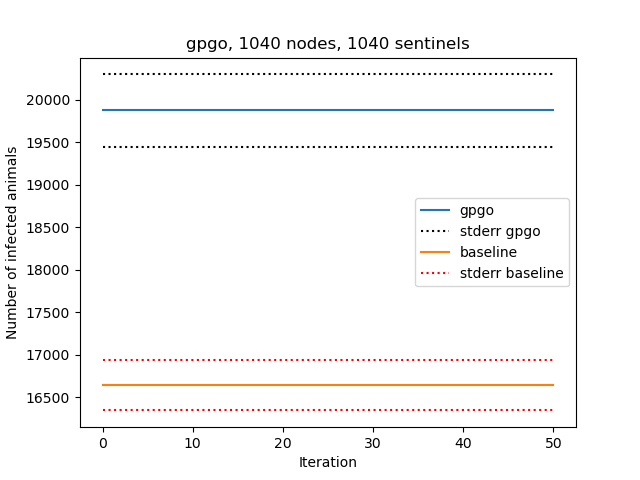 gpgo, 1040 nodes, 1040 sentinels
Number of infected animals
20000
19500
19000
18500
18000
17500
17000
16500
gpgo
stderr gpgo
baseline
stderr baseline
0 10 20 30 40 50
Iteration